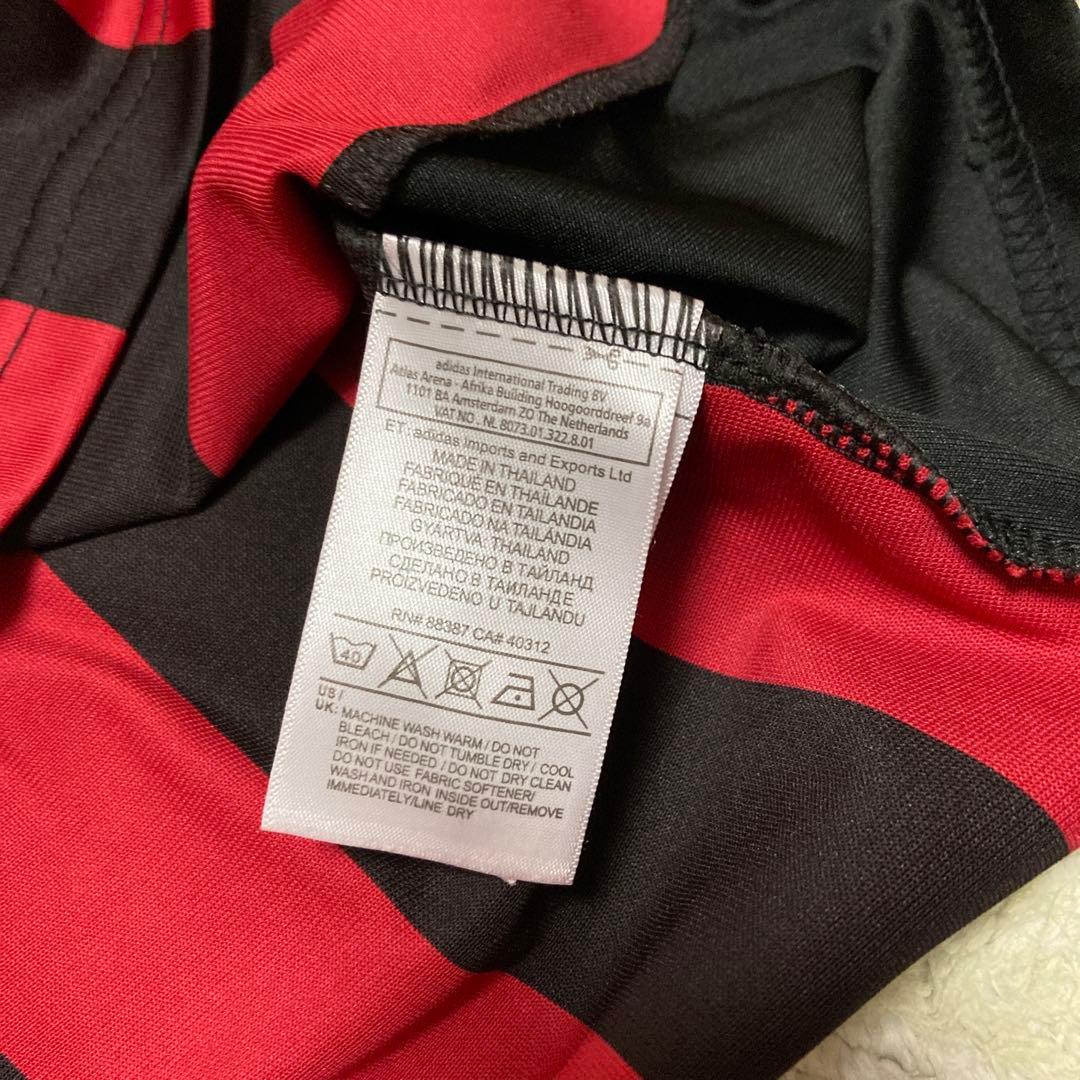 adidas International Trading BV
Atlas Arena - Afrika Building Hoogoorddreef 9a
1101 BA Amsterdam ZO The Netherlands
VAT NO . NL 8073.01.322.8.01
ET: adidas Imports and Exports Ltd
MADE IN THAILAND
FABRIQUÉ EN THAÏLANDE
FABRICADO EN TAILANDIA
FABRICADO NA TAILÂNDIA
GYÁRTVA: THAILAND
ПРОИЗВЕДЕНО В ТАЙЛАНД
СДЕЛАНО В ТАИЛАНДЕ
PROIZVEDENO U TAJLANDU
RN# 88387 CA# 40312
40
US /
UK: MACHINE WASH WARM / DO NOT
BLEACH / DO NOT TUMBLE DRY / COOL
IRON IF NEEDED / DO NOT DRY CLEAN
DO NOT USE FABRIC SOFTENER/
WASH AND IRON INSIDE OUT/REMOVE
IMMEDIATELY/LINE DRY